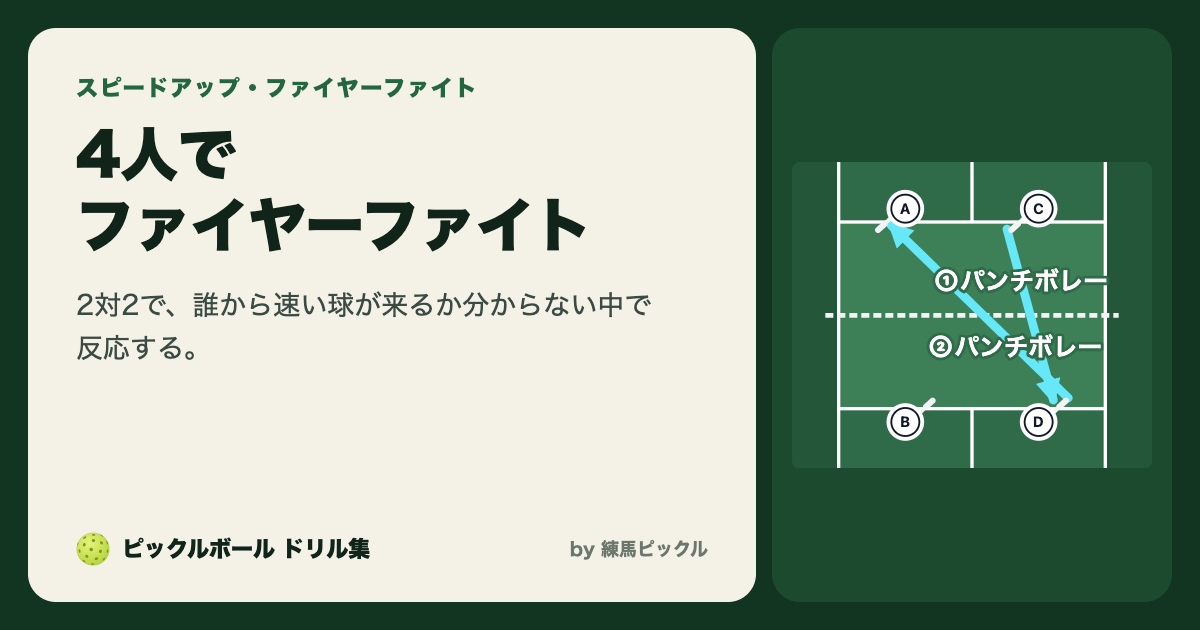 スピードアップ・ファイヤーファイト
4人で
ファイヤーファイト
2対2で、誰から速い球が来るか分からない中で
反応する。
ピックルボール ドリル集
by 練馬ピックル
A
C
①パンチボレー
②パンチボレー
B
D